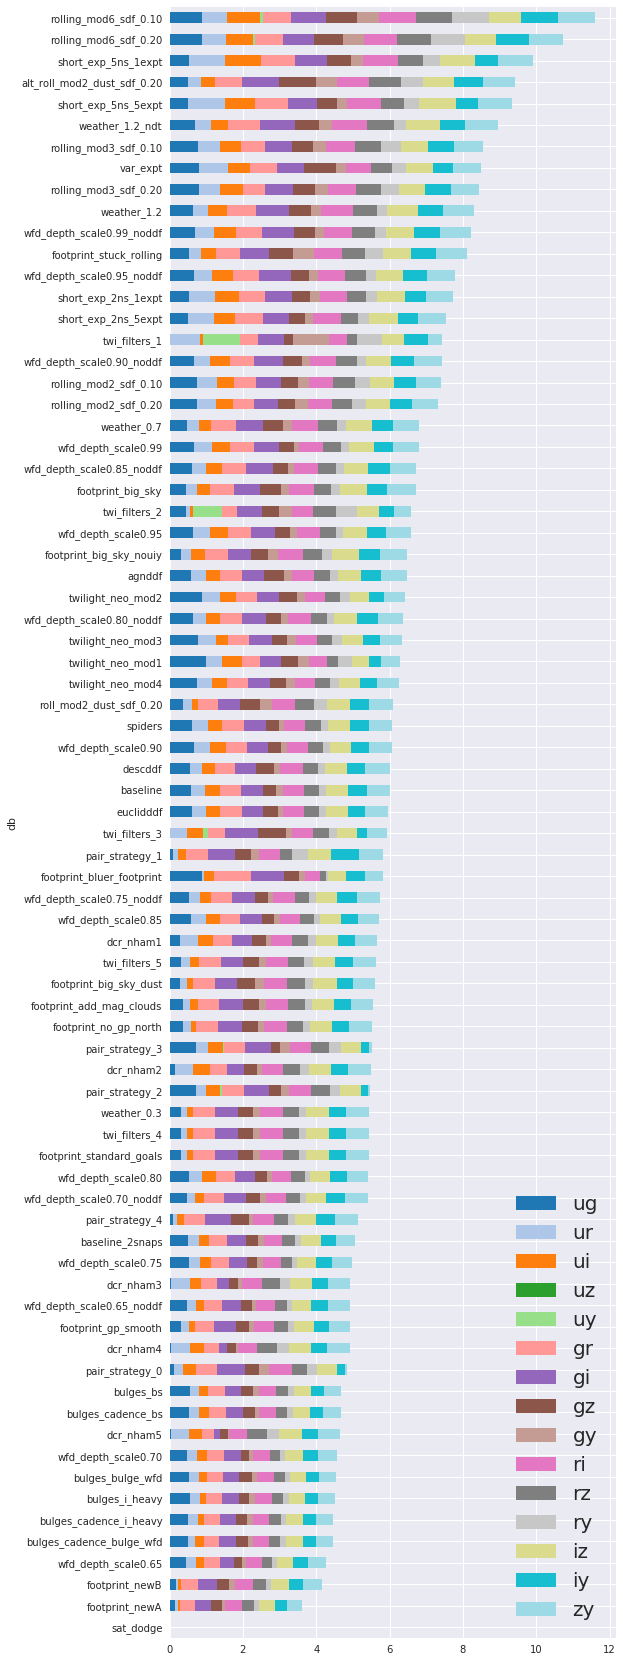 rolling_mod6_sdf_0.10
rolling_mod6_sdf_0.20
short_exp_5ns_1expt
alt_roll_mod2_dust_sdf_0.20
short_exp_5ns_5expt
weather_1.2_ndt
rolling_mod3_sdf_0.10
var_expt
rolling_mod3_sdf_0.20
weather_1.2
wfd_depth_scale0.99_noddf
footprint_stuck_rolling
wfd_depth_scale0.95_noddf
short_exp_2ns_1expt
short_exp_2ns_5expt
twi_filters_1
wfd_depth_scale0.90_noddf
rolling_mod2_sdf_0.10
rolling_mod2_sdf_0.20
weather_0.7
wfd_depth_scale0.99
wfd_depth_scale0.85_noddf
footprint_big_sky
twi_filters_2
wfd_depth_scale0.95
footprint_big_sky_nouiy
agnddf
twilight_neo_mod2
wfd_depth_scale0.80_noddf
twilight_neo_mod3
twilight_neo_mod1
twilight_neo_mod4
roll_mod2_dust_sdf_0.20
spiders
wfd_depth_scale0.90
descddf
baseline
euclidddf
db
twi_filters_3
pair_strategy_1
footprint_bluer_footprint
wfd_depth_scale0.75_noddf
wfd_depth_scale0.85
dcr_nham1
twi_filters_5
footprint_big_sky_dust
footprint_add_mag_clouds
footprint_no_gp_north
pair_strategy_3
dcr_nham2
pair_strategy_2
weather_0.3
twi_filters_4
footprint_standard_goals
wfd_depth_scale0.80
wfd_depth_scale0.70_noddf
pair_strategy_4
baseline_2snaps
wfd_depth_scale0.75
dcr_nham3
wfd_depth_scale0.65_noddf
footprint_gp_smooth
dcr_nham4
pair_strategy_0
bulges_bs
bulges_cadence_bs
dcr_nham5
wfd_depth_scale0.70
bulges_bulge_wfd
bulges_i_heavy
bulges_cadence_i_heavy
bulges_cadence_bulge_wfd
wfd_depth_scale0.65
footprint_newB
footprint_newA
sat_dodge
0 2 4 6 8 10 12
ug
ur
ui
uz
uy
gr
gi
gz
gy
ri
rz
ry
iz
iy
zy